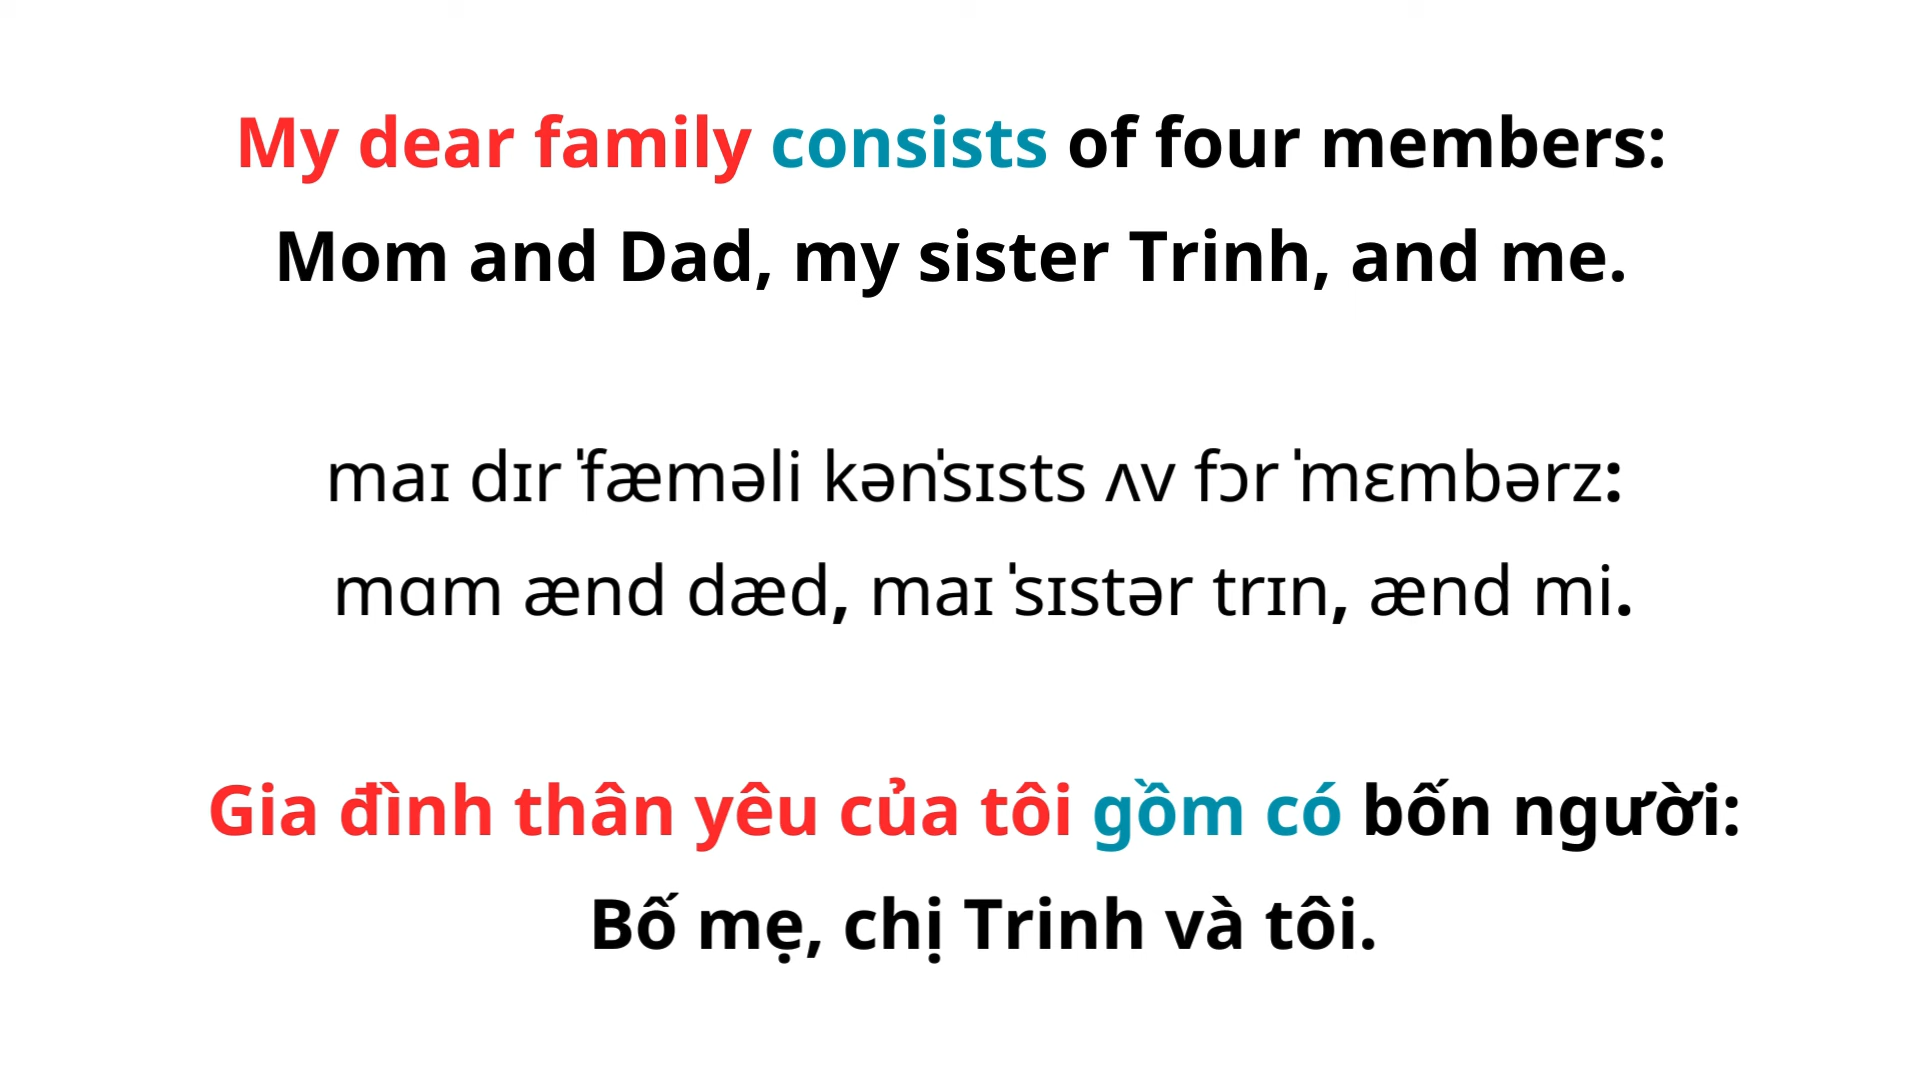 My dear family consists of four members:
Mom and Dad, my sister Trinh, and me.
maɪ dɪr ˈfæməli kənˈsɪsts ʌv fɔr ˈmɛmbərz:
mɑm ænd dæd, maɪ ˈsɪstər trɪn, ænd mi.
Gia đình thân yêu của tôi gồm có bốn người:
Bố mẹ, chị Trinh và tôi.